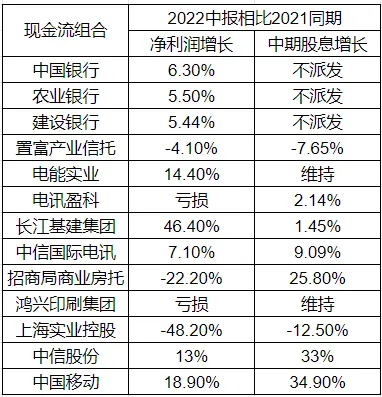 现金流组合 2022中报相比2021同期
净利润增长 中期股息增长
中国银行 6.30% 不派发
农业银行 5.50% 不派发
建设银行 5.44% 不派发
置富产业信托 -4.10% -7.65%
电能实业 14.40% 维持
电讯盈科 亏损 2.14%
长江基建集团 46.40% 1.45%
中信国际电讯 7.10% 9.09%
招商局商业房托 -22.20% 25.80%
鸿兴印刷集团 亏损 维持
上海实业控股 -48.20% -12.50%
中信股份 13% 33%
中国移动 18.90% 34.90%